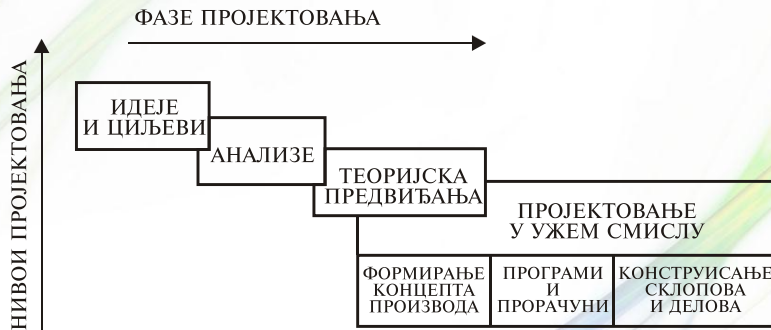 ФАЗЕ ПРОЈЕКТОВАЊА
НИВОИ ПРОЈЕКТОВАЊА
ИДЕЈЕ
И ЦИЉЕВИ
АНАЛИЗЕ
ТЕОРИЈСКА
ПРЕДВИЂАЊА
ПРОЈЕКТОВАЊЕ
У УЖЕМ СМИСЛУ
ФОРМИРАЊЕ
КОНЦЕПТА
ПРОИЗВОДА
ПРОГРАМИ
И
ПРОРАЧУНИ
КОНСТРУИСАЊЕ
СКЛОПОВА
И ДЕЛОВА